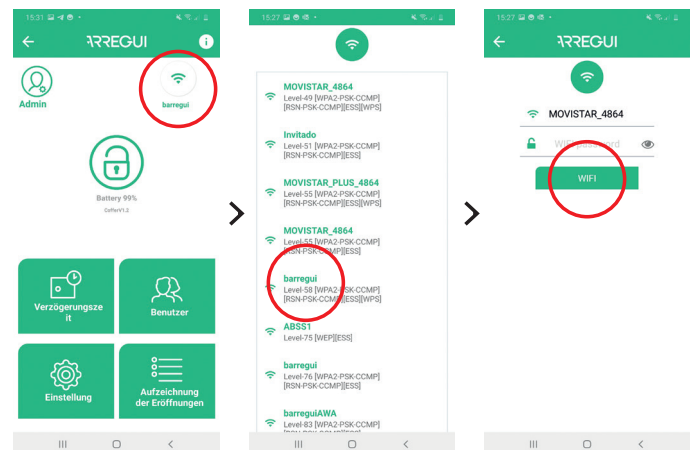 15:31
ARREGUI
Admin
barregui
Battery 99%
CofferV1.2
Verzögerungsze
it
Benutzer
Einstellung
Aufzeichnung
der Eröffnungen
15:27
MOVISTAR_4864
Level-49 [WPA2-PSK-CCMP]
[RSN-PSK-CCMP][ESS][WPS]
Invitado
Level-51 [WPA2-PSK-CCMP]
[RSN-PSK-CCMP][ESS]
MOVISTAR_PLUS_4864
Level-55 [WPA2-PSK-CCMP]
[RSN-PSK-CCMP][ESS][WPS]
MOVISTAR_4864
Level-55 [WPA2-PSK-CCMP]
[RSN-PSK-CCMP][ESS]
barregui
Level-58 [WPA2-PSK-CCMP]
[RSN-PSK-CCMP][ESS][WPS]
ABSS1
Level-75 [WEP][ESS]
barregui
Level-76 [WPA2-PSK-CCMP]
[RSN-PSK-CCMP][ESS]
barreguiAWA
Level-83 [WPA2-PSK-CCMP]
15:27
ARREGUI
MOVISTAR_4864
WIFI password
WIFI